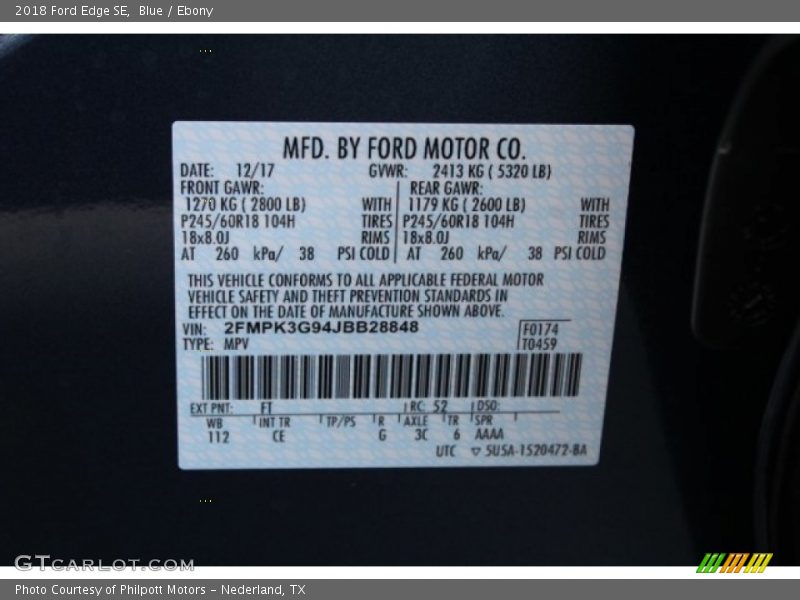 2018 Ford Edge SE, Blue / Ebony
MFD. BY FORD MOTOR CO.
DATE: 12/17 GVWR: 2413 KG ( 5320 LB)
FRONT GAWR: REAR GAWR:
1270 KG ( 2800 LB) WITH 1179 KG ( 2600 LB) WITH
P245/60R18 104H TIRES P245/60R18 104H TIRES
18x8.0J RIMS 18x8.0J RIMS
AT 260 kPa/ 38 PSI COLD AT 260 kPa/ 38 PSI COLD
THIS VEHICLE CONFORMS TO ALL APPLICABLE FEDERAL MOTOR
VEHICLE SAFETY AND THEFT PREVENTION STANDARDS IN
EFFECT ON THE DATE OF MANUFACTURE SHOWN ABOVE.
VIN: 2FMPK3G94JBB28848 F0174
TYPE: MPV T0459
EXT PNT: FT RC: 52 DSO:
WB INT TR TP/PS R AXLE TR SPR
112 CE G 3C 6 AAAA
UTC ▽ 5U5A-1520472-BA
GTCARLOT.COM
Photo Courtesy of Philpott Motors - Nederland, TX